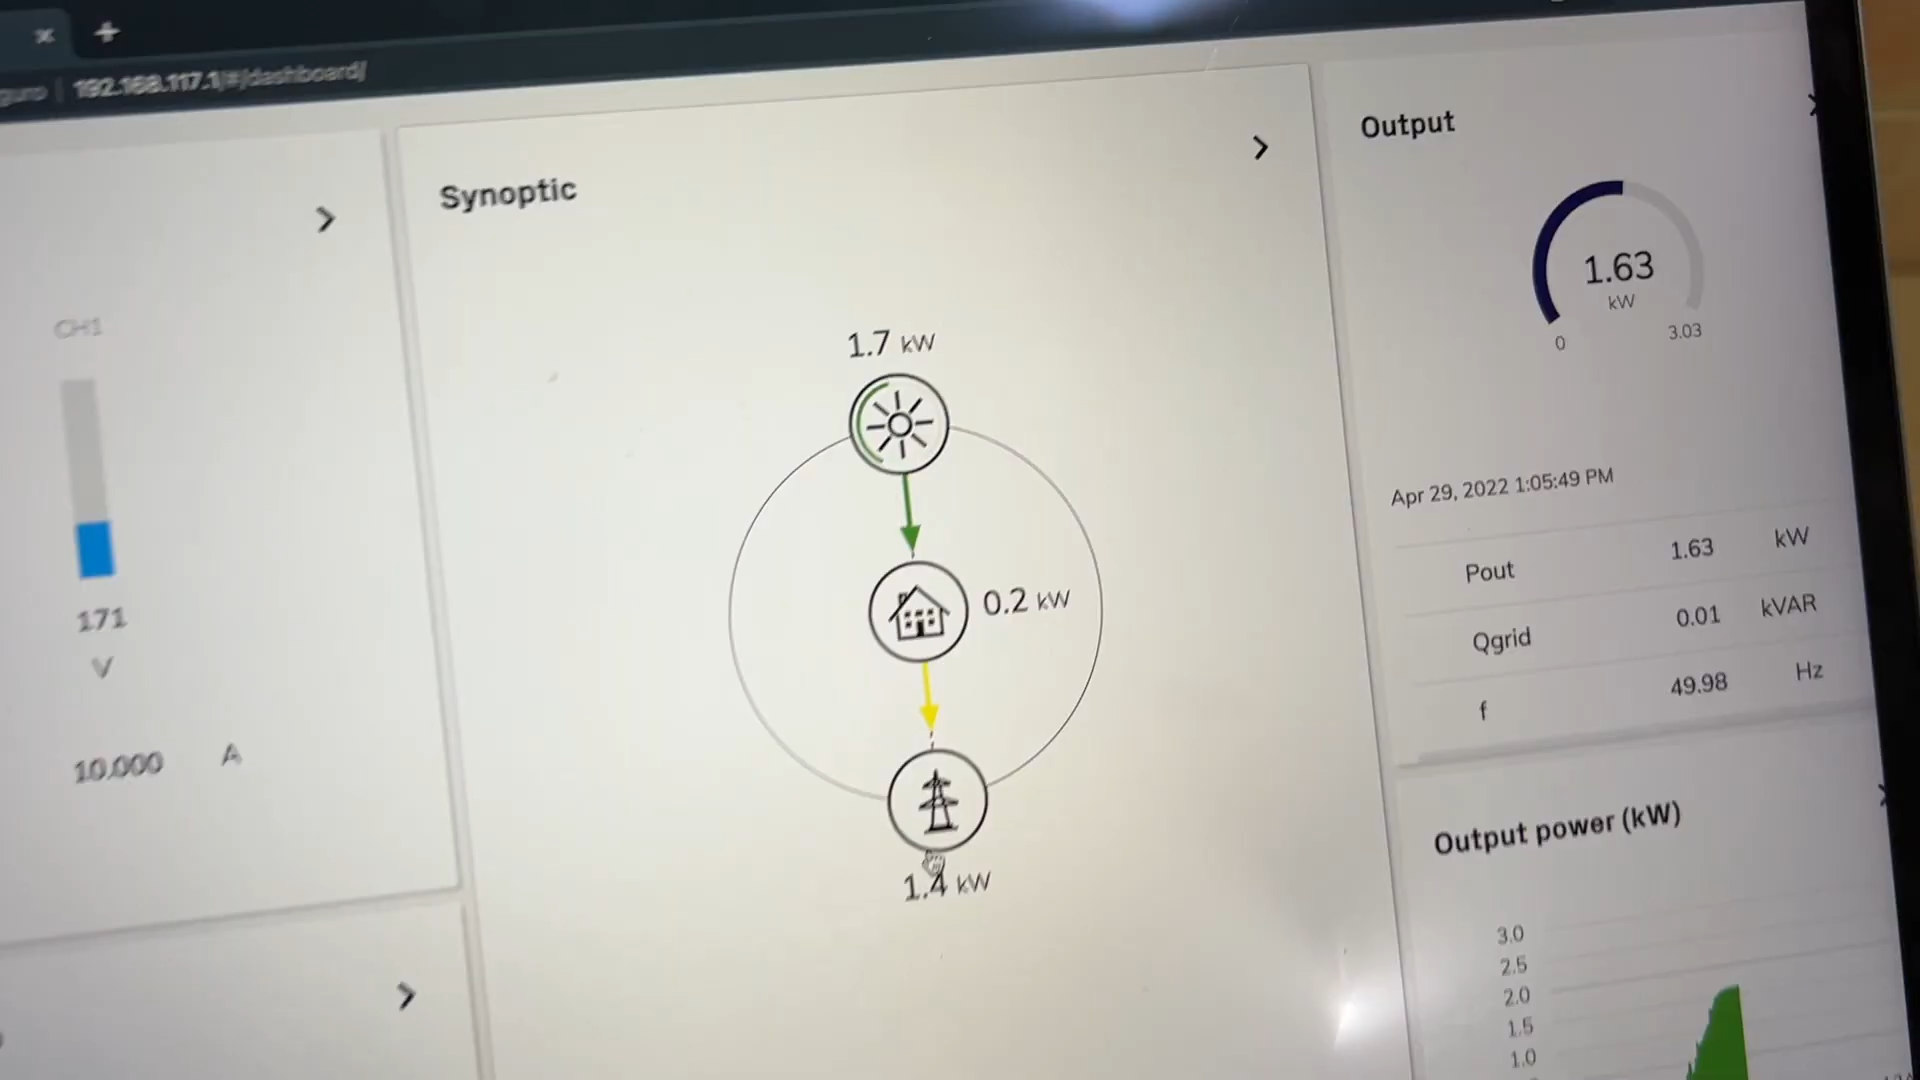 192.168.117.1/#/dashboard/
CH1
171
V
10.000 A
Synoptic
1.7 kW
0.2 kW
1.4 kW
Output
1.63
kW
0 3.03
Apr 29, 2022 1:05:49 PM
Pout 1.63 kW
Qgrid 0.01 kVAR
f 49.98 Hz
Output power (kW)
3.0
2.5
2.0
1.5
1.0